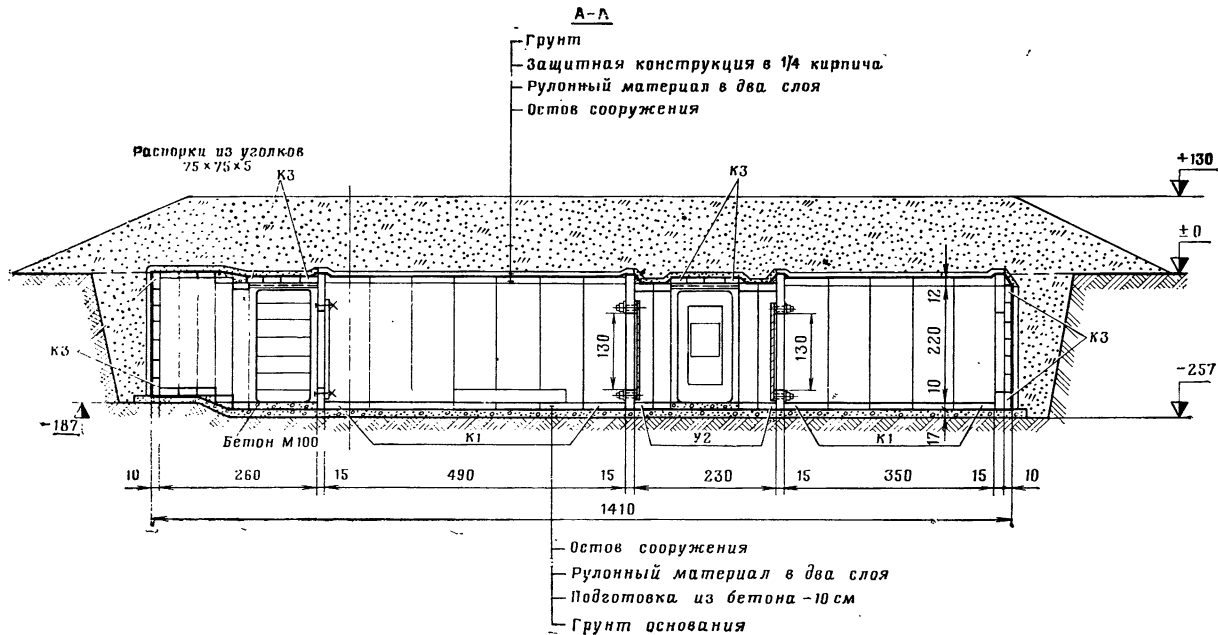 А-А
Грунт
Защитная конструкция в 1/4 кирпича
Рулонный материал в два слоя
Остов сооружения
Распорки из уголков
75×75×5
К3
К3
+130
±0
К3
130
130
12
220
10
17
К3
-257
-187
Бетон М100
К1
У2
К1
10
260
15
490
15
230
15
350
15
10
1410
Остов сооружения
Рулонный материал в два слоя
Подготовка из бетона -10 см
Грунт основания